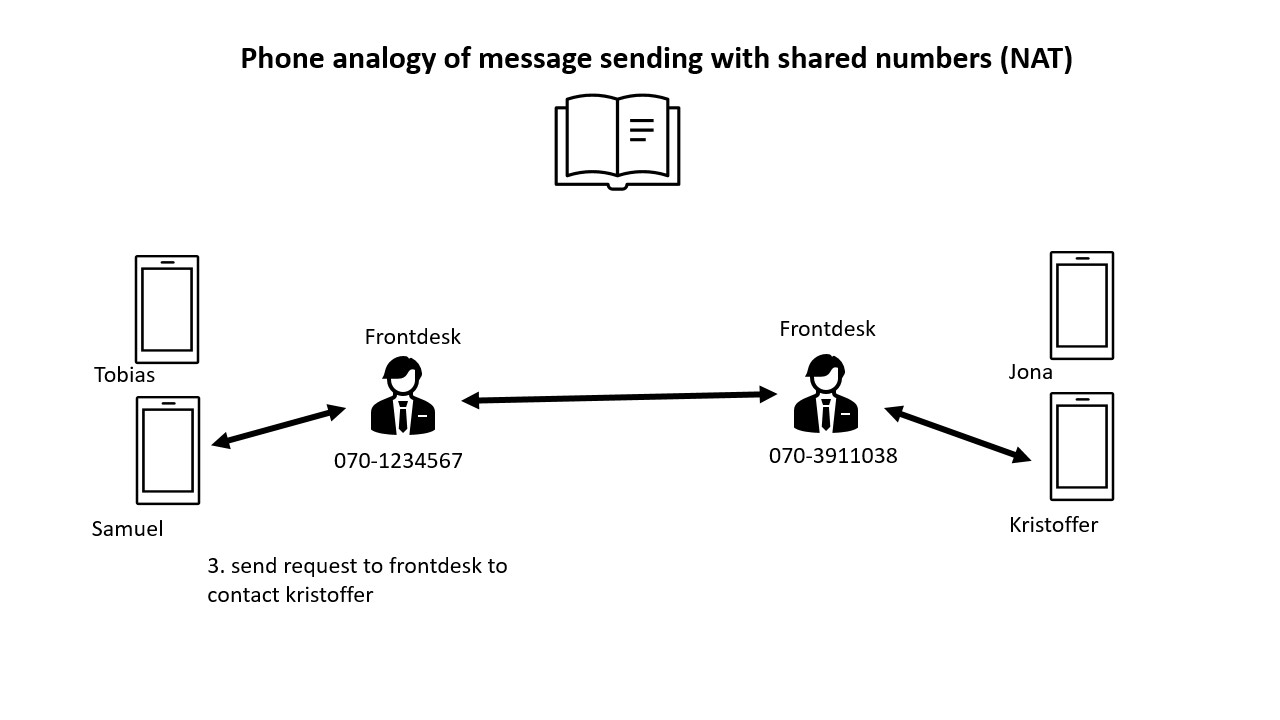 Phone analogy of message sending with shared numbers (NAT)
Tobias
Samuel
Frontdesk
070-1234567
Frontdesk
070-3911038
Jona
Kristoffer
3. send request to frontdesk to
contact kristoffer